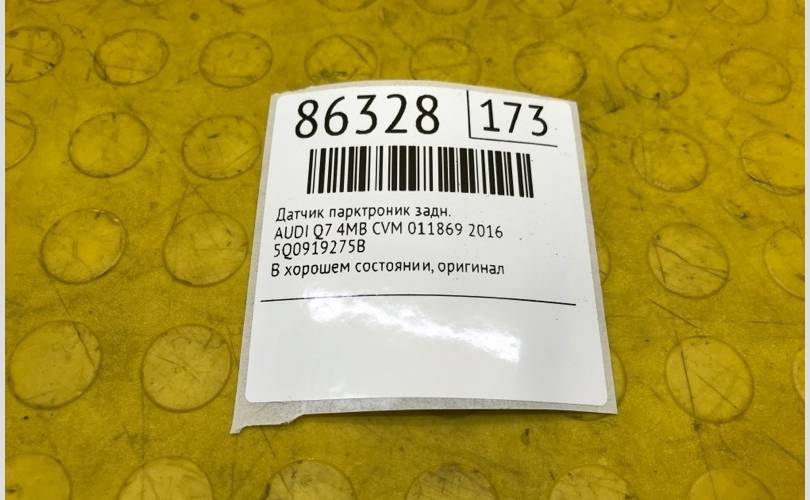 86328 173
Датчик парктроник задн.
AUDI Q7 4MB CVM 011869 2016
5Q0919275B
В хорошем состоянии, оригинал